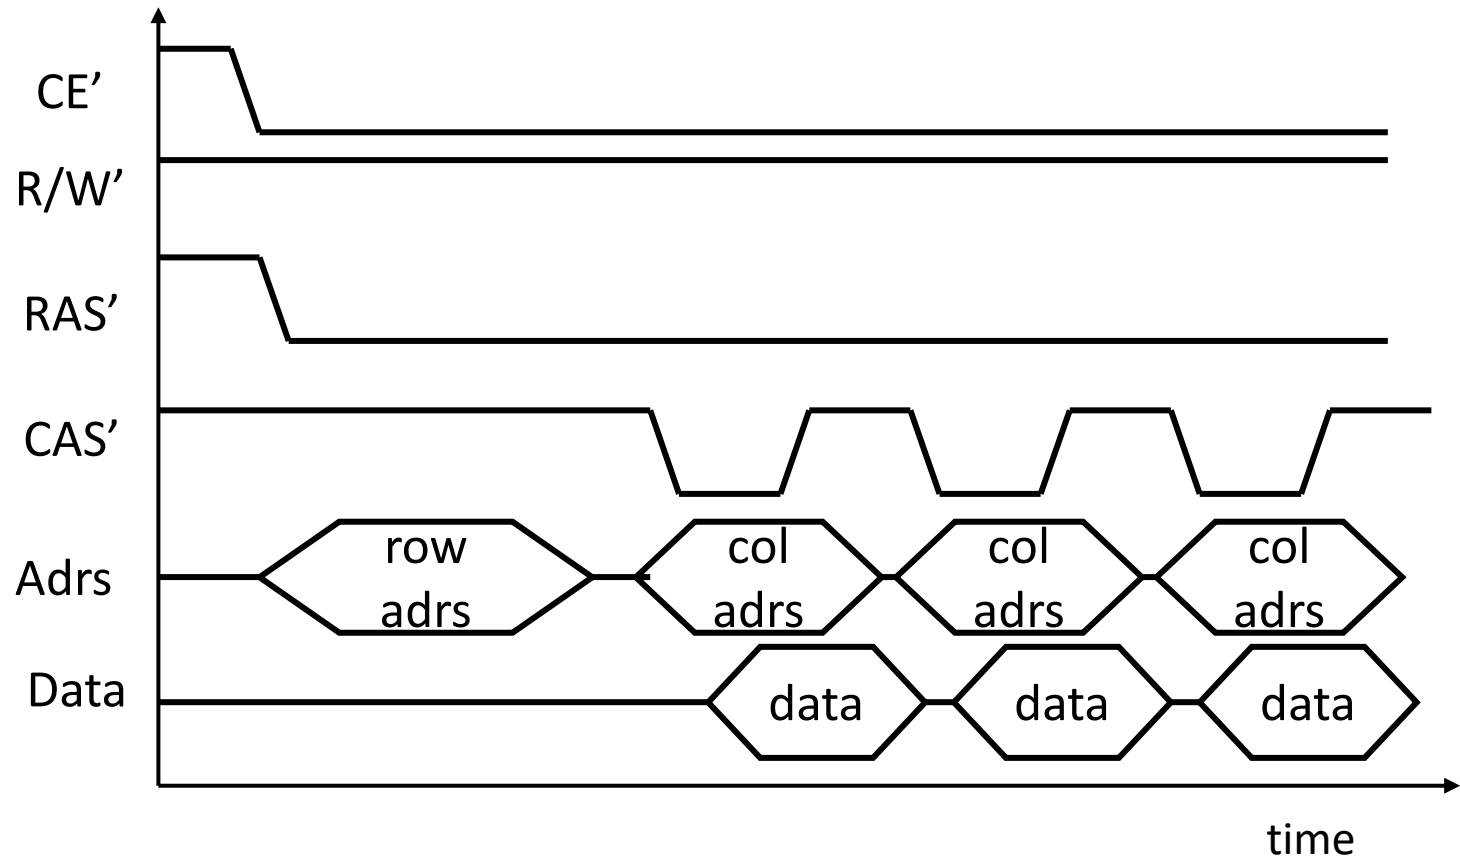 CE’
R/W’
RAS’
CAS’
Adrs
row
adrs
col
adrs
col
adrs
col
adrs
Data
data
data
data
time